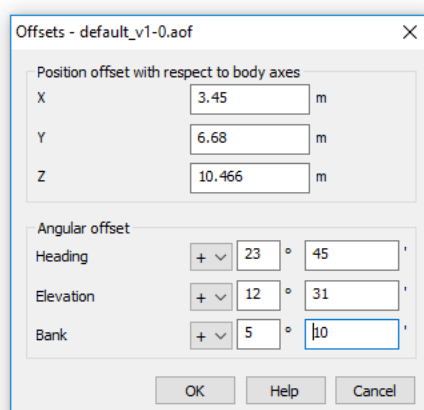 Offsets - default_v1-0.aof
Position offset with respect to body axes
X 3.45 m
Y 6.68 m
Z 10.466 m
Angular offset
Heading + 23 ° 45 '
Elevation + 12 ° 31 '
Bank + 5 ° 10 '
OK Help Cancel